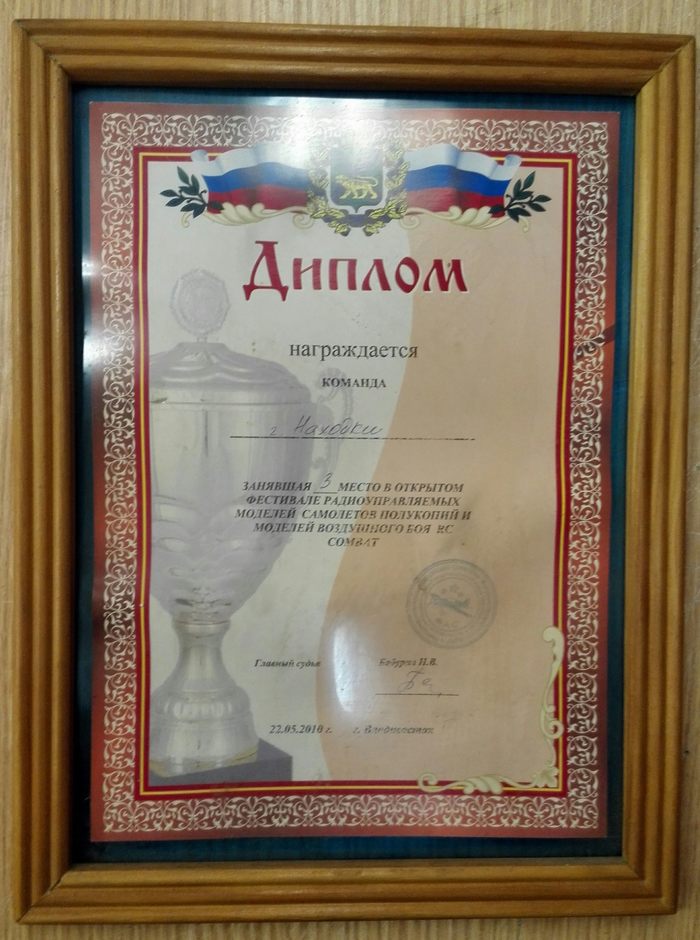 Диплом
награждается
КОМАНДА
г Находки
ЗАНЯВШАЯ 3 МЕСТО В ОТКРЫТОМ
ФЕСТИВАЛЕ РАДИОУПРАВЛЯЕМЫХ
МОДЕЛЕЙ САМОЛЕТОВ ПОЛУКОПИЙ И
МОДЕЛЕЙ ВОЗДУШНОГО БОЯ RC
COMBAT
Главный судья Бабурин Н.В.
22.05.2010 г. г. Владивосток